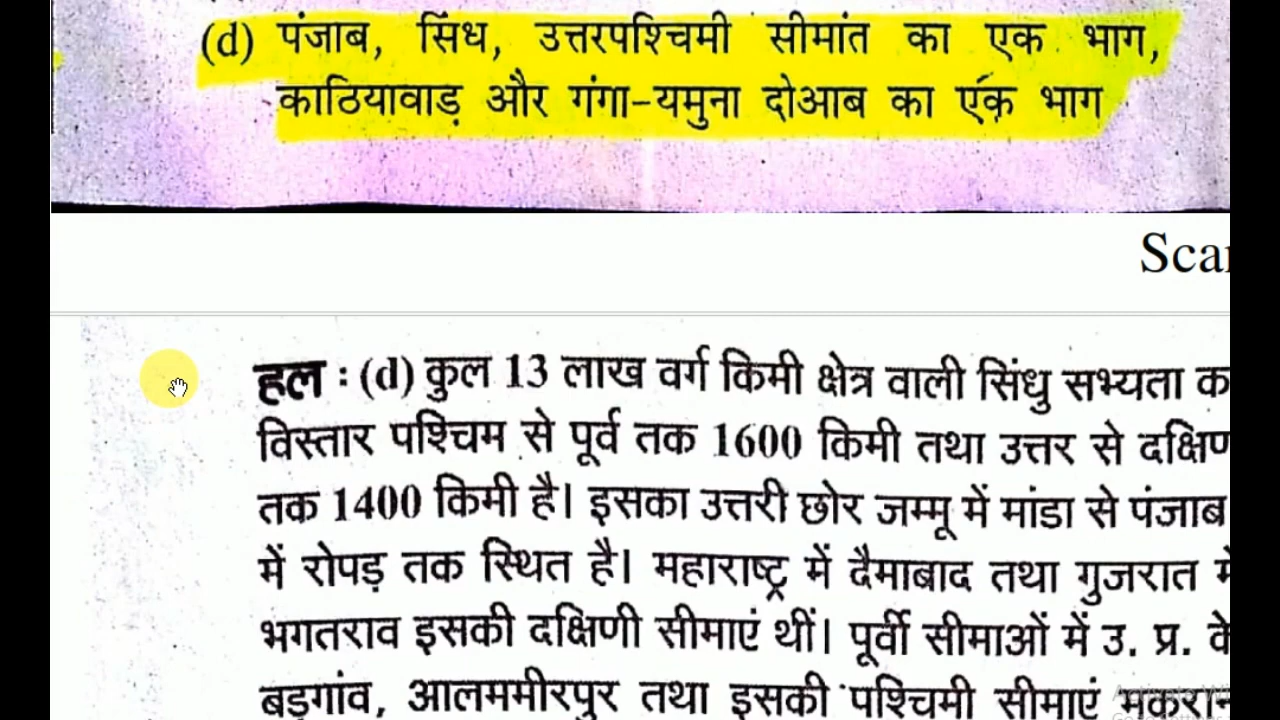 (d) पंजाब, सिंध, उत्तरपश्चिमी सीमांत का एक भाग,
काठियावाड़ और गंगा-यमुना दोआब का एक भाग
हल : (d) कुल 13 लाख वर्ग किमी क्षेत्र वाली सिंधु सभ्यता
विस्तार पश्चिम से पूर्व तक 1600 किमी तथा उत्तर से दक्षिण
तक 1400 किमी है। इसका उत्तरी छोर जम्मू में मांडा से पंजाब
में रोपड़ तक स्थित है। महाराष्ट्र में दैमाबाद तथा गुजरात
भगतराव इसकी दक्षिणी सीमाएं थीं। पूर्वी सीमाओं में उ. प्र. के
बड़गांव, आलममीरपुर तथा इसकी पश्चिमी सीमाएं मकरान